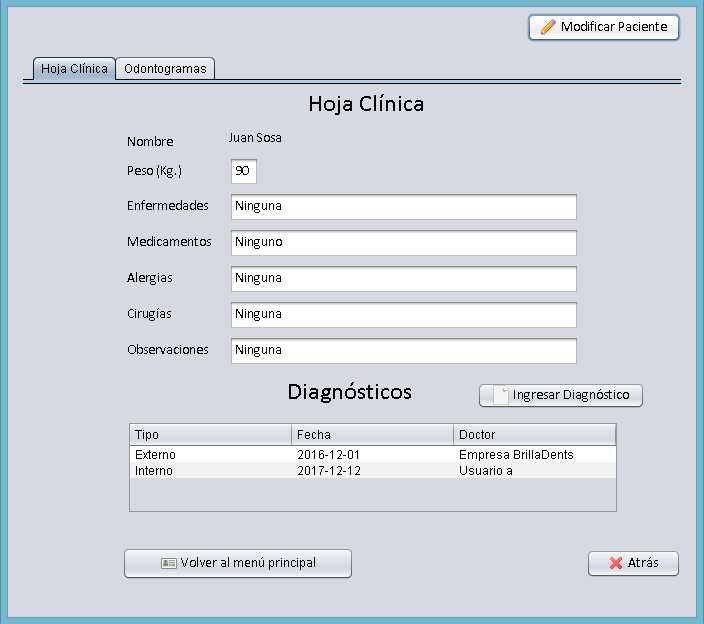 Modificar Paciente
Hoja Clínica Odontogramas
Hoja Clínica
Nombre Juan Sosa
Peso (Kg.) 90
Enfermedades Ninguna
Medicamentos Ninguno
Alergias Ninguna
Cirugías Ninguna
Observaciones Ninguna
Diagnósticos Ingresar Diagnóstico
Tipo Fecha Doctor
Externo 2016-12-01 Empresa BrillaDents
Interno 2017-12-12 Usuario a
Volver al menú principal Atrás